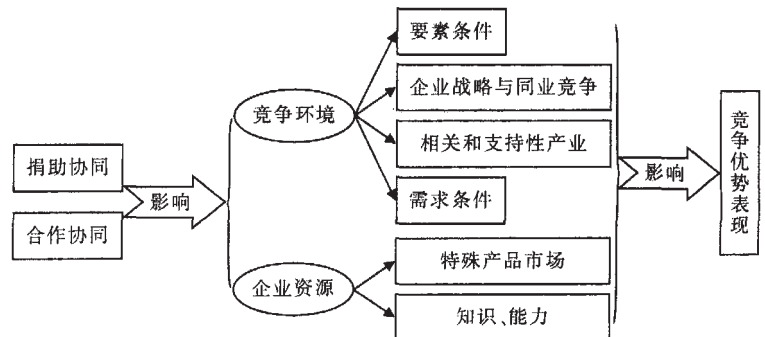 捐助协同
合作协同
影响
竞争环境
企业资源
要素条件
企业战略与同业竞争
相关和支持性产业
需求条件
特殊产品市场
知识、能力
影响
竞争优势表现